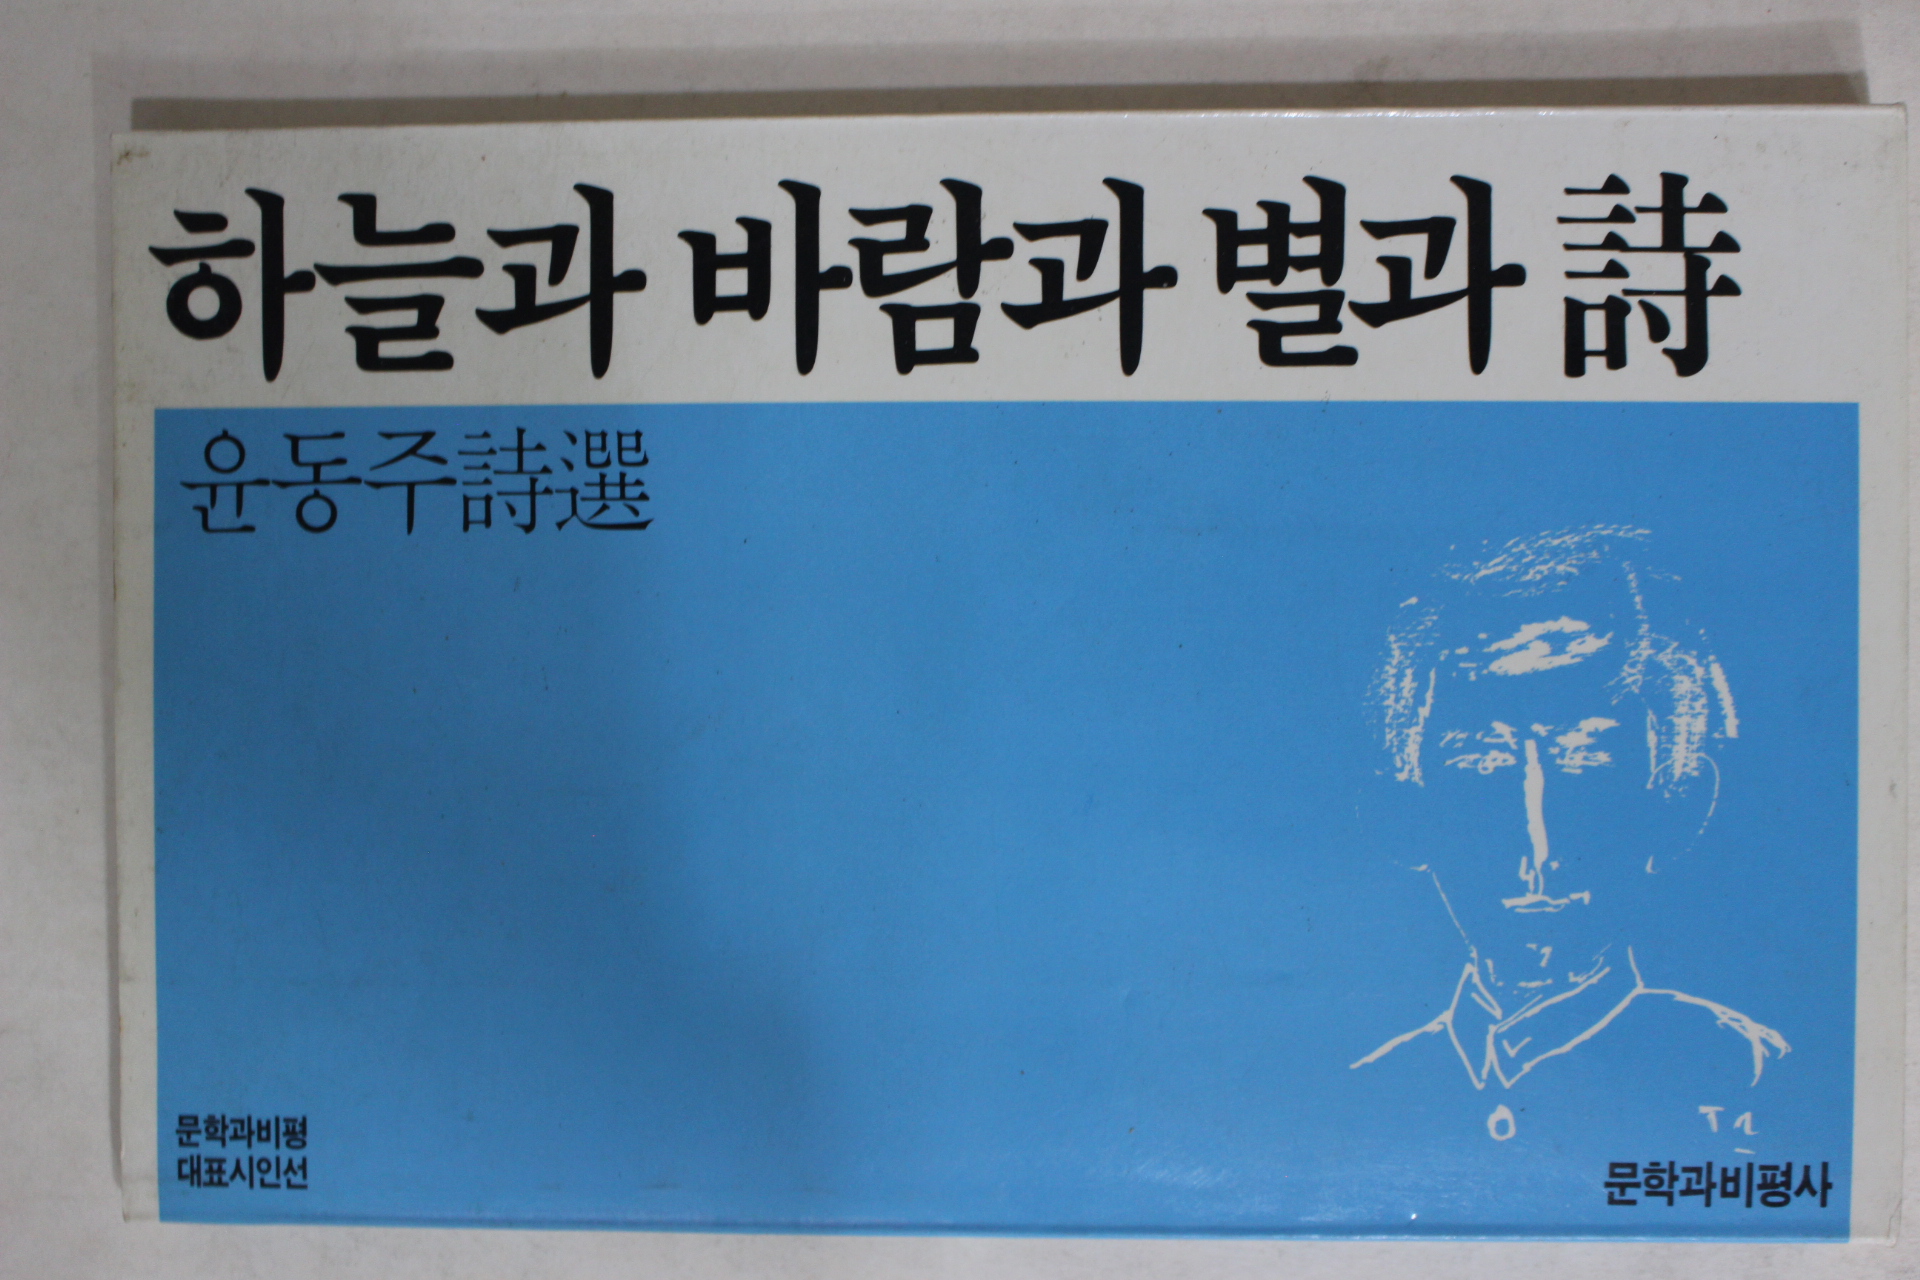 하늘과 바람과 별과 詩
윤동주詩選
문학과비평
대표시인선
문학과비평사